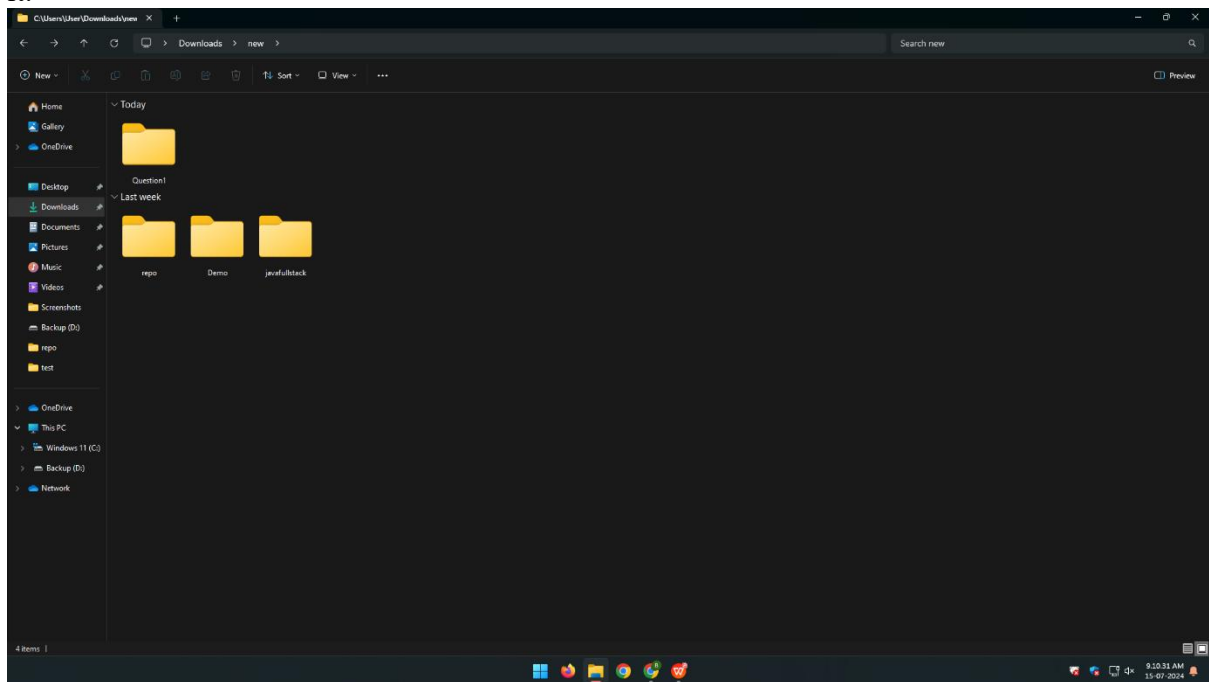 C:\Users\User\Downloads\new
Downloads > new >
Search new
New
Sort
View
Preview
Home
Gallery
OneDrive
Desktop
Downloads
Documents
Pictures
Music
Videos
Screenshots
Backup (D:)
repo
test
OneDrive
This PC
Windows 11 (C:)
Backup (D:)
Network
Today
Question1
Last week
repo Demo javafullstack
4 items
9:10:31 AM
15-07-2024